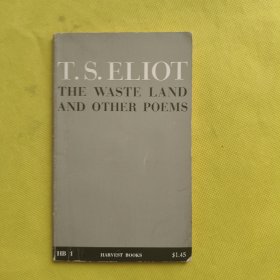 T. S. ELIOT
THE WASTE LAND
AND OTHER POEMS
HB 1 HARVEST BOOKS $1.45